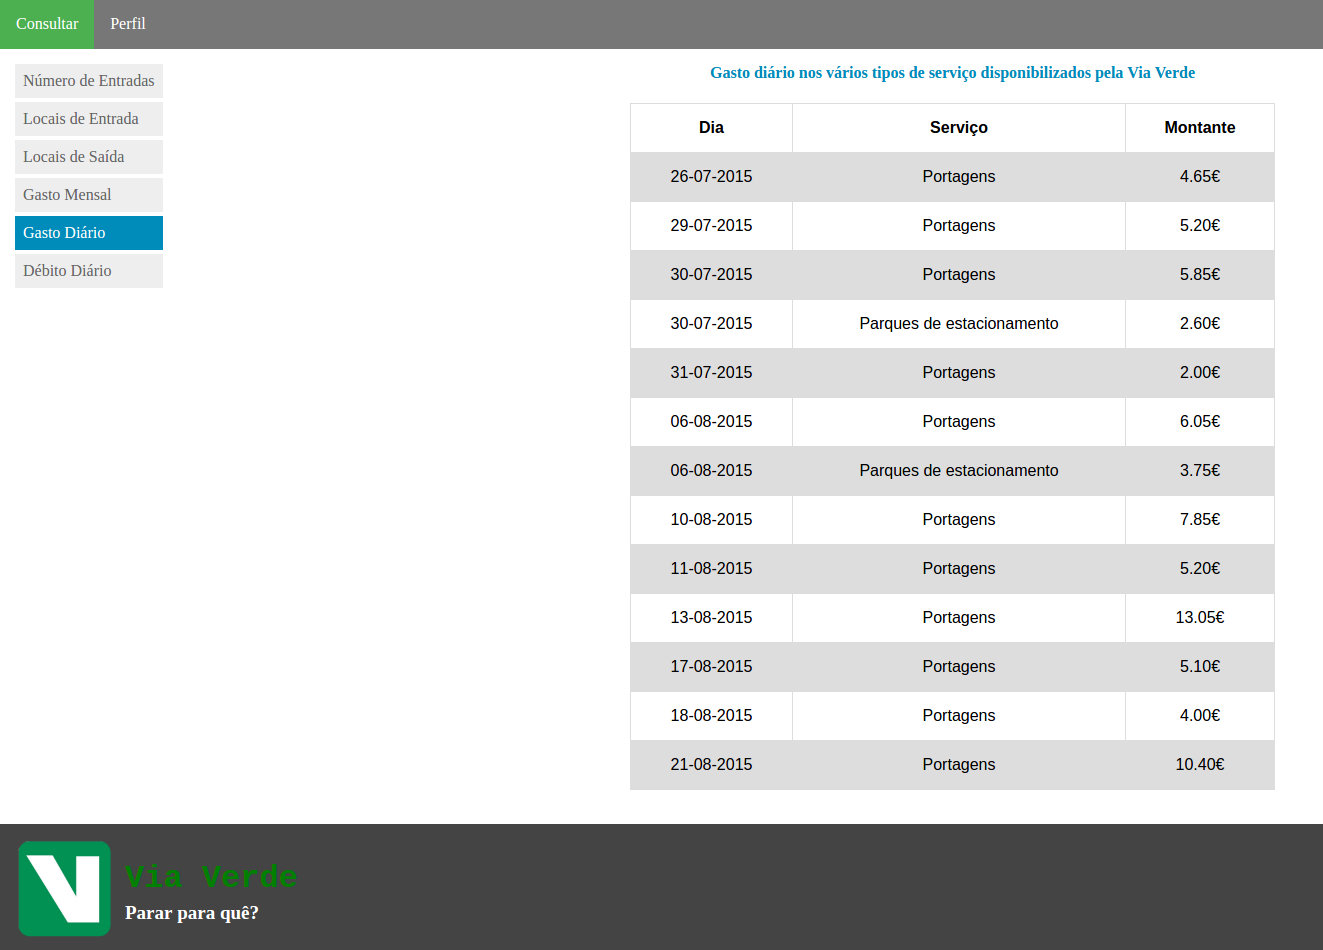 Consultar Perfil
Número de Entradas
Locais de Entrada
Locais de Saída
Gasto Mensal
Gasto Diário
Débito Diário
Gasto diário nos vários tipos de serviço disponibilizados pela Via Verde
Dia Serviço Montante
26-07-2015 Portagens 4.65€
29-07-2015 Portagens 5.20€
30-07-2015 Portagens 5.85€
30-07-2015 Parques de estacionamento 2.60€
31-07-2015 Portagens 2.00€
06-08-2015 Portagens 6.05€
06-08-2015 Parques de estacionamento 3.75€
10-08-2015 Portagens 7.85€
11-08-2015 Portagens 5.20€
13-08-2015 Portagens 13.05€
17-08-2015 Portagens 5.10€
18-08-2015 Portagens 4.00€
21-08-2015 Portagens 10.40€
Via Verde
Parar para quê?